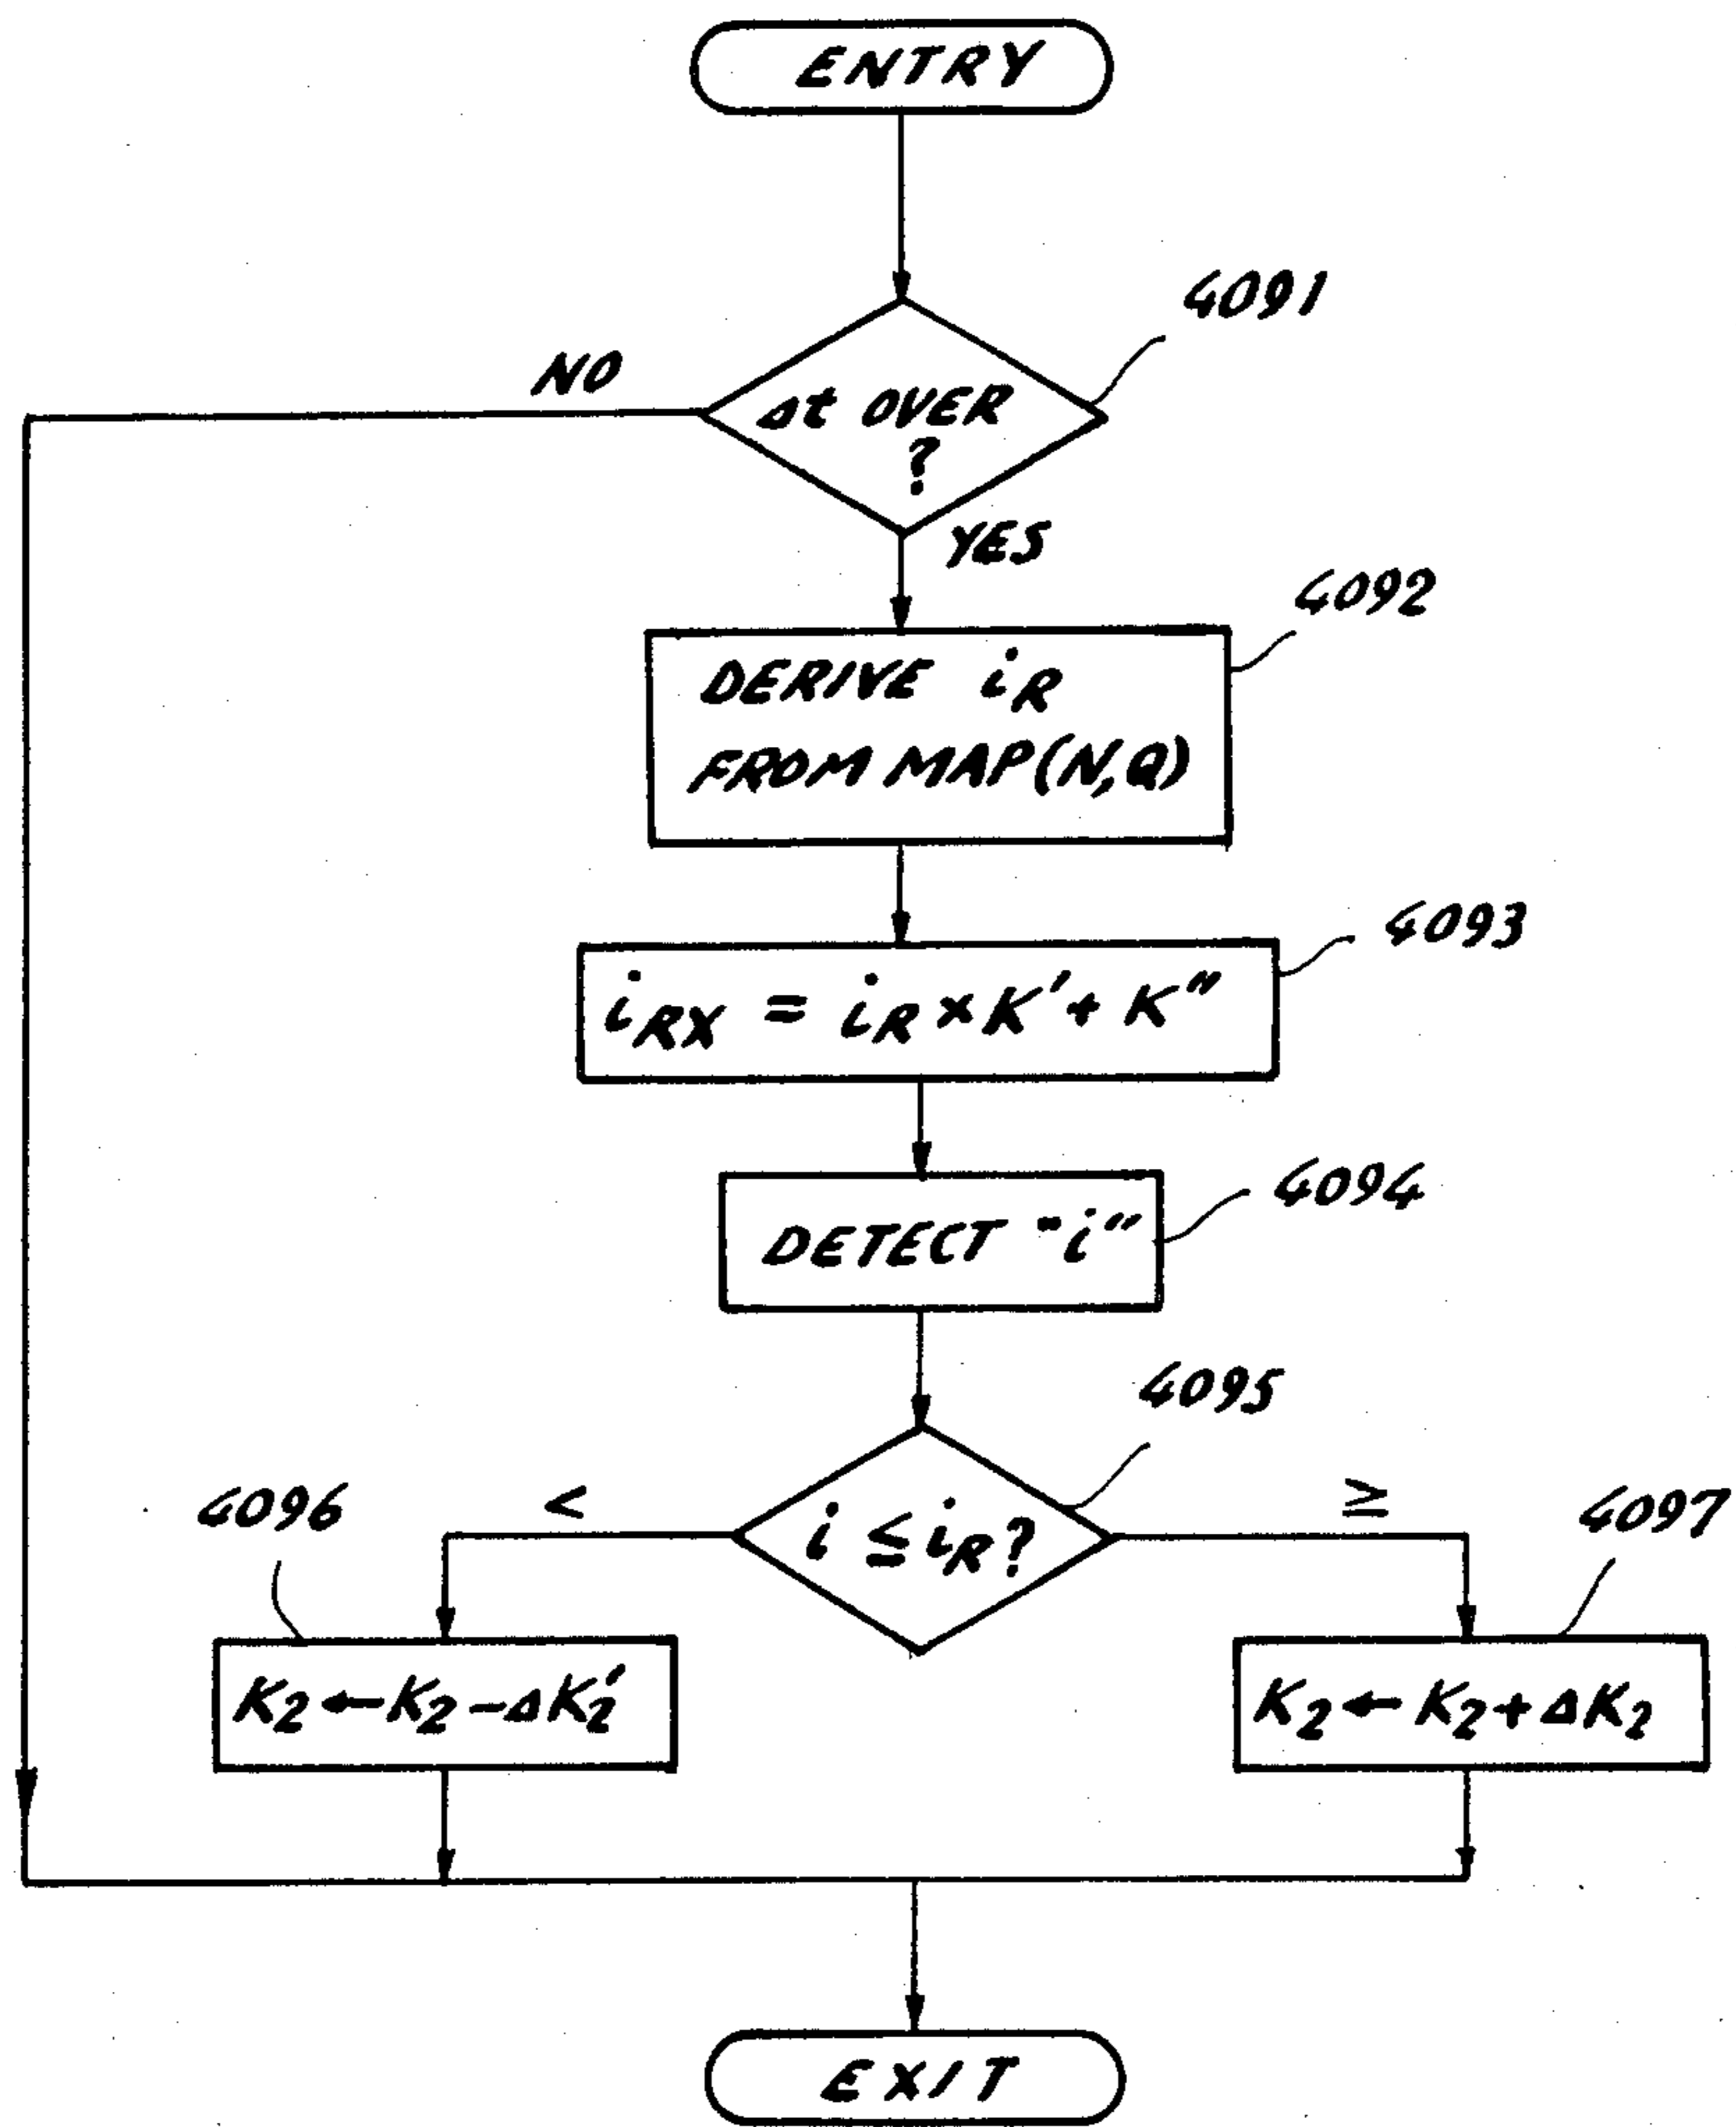 ENTRY
4091
NO
Δt OVER
?
YES
4092
DERIVE iR
FROM MAP(N,Q)
4093
iRX = iR × K′ + K″
4094
DETECT "i"
4095
4096
<
i ≤ iR?
≥
4097
K2 ← K2 − ΔK2′
K2 ← K2 + ΔK2
EXIT